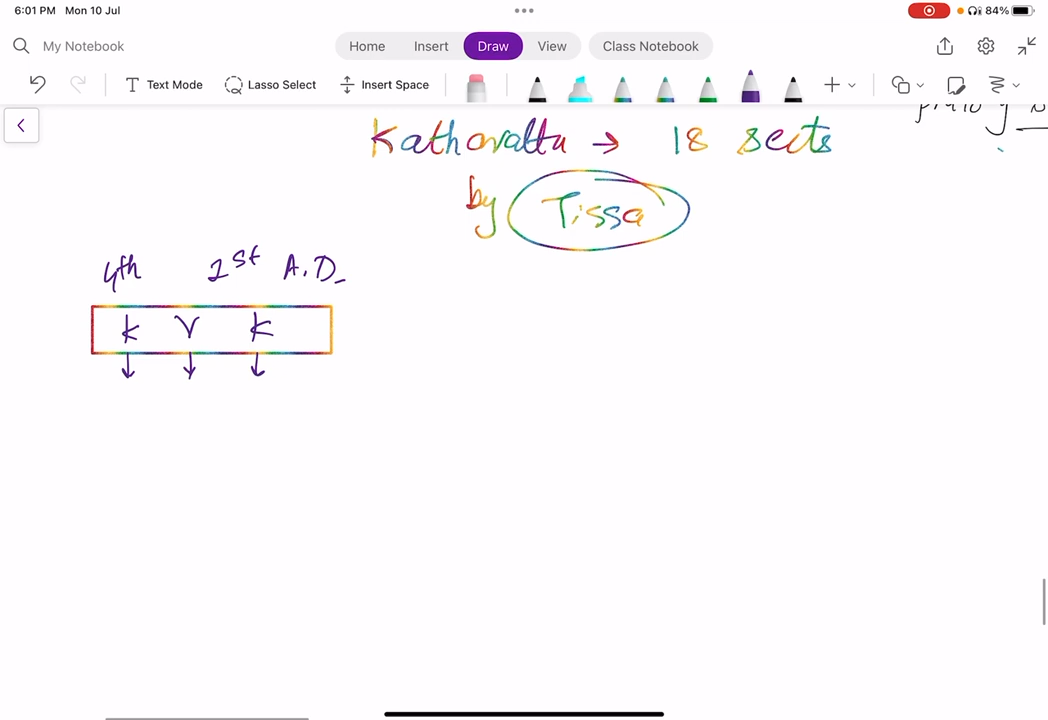 6:01 PM Mon 10 Jul
84%
My Notebook
Home Insert Draw View Class Notebook
Text Mode Lasso Select Insert Space
Kathavattu → 18 sects
by Tissa
4th 1st A.D.
K V K